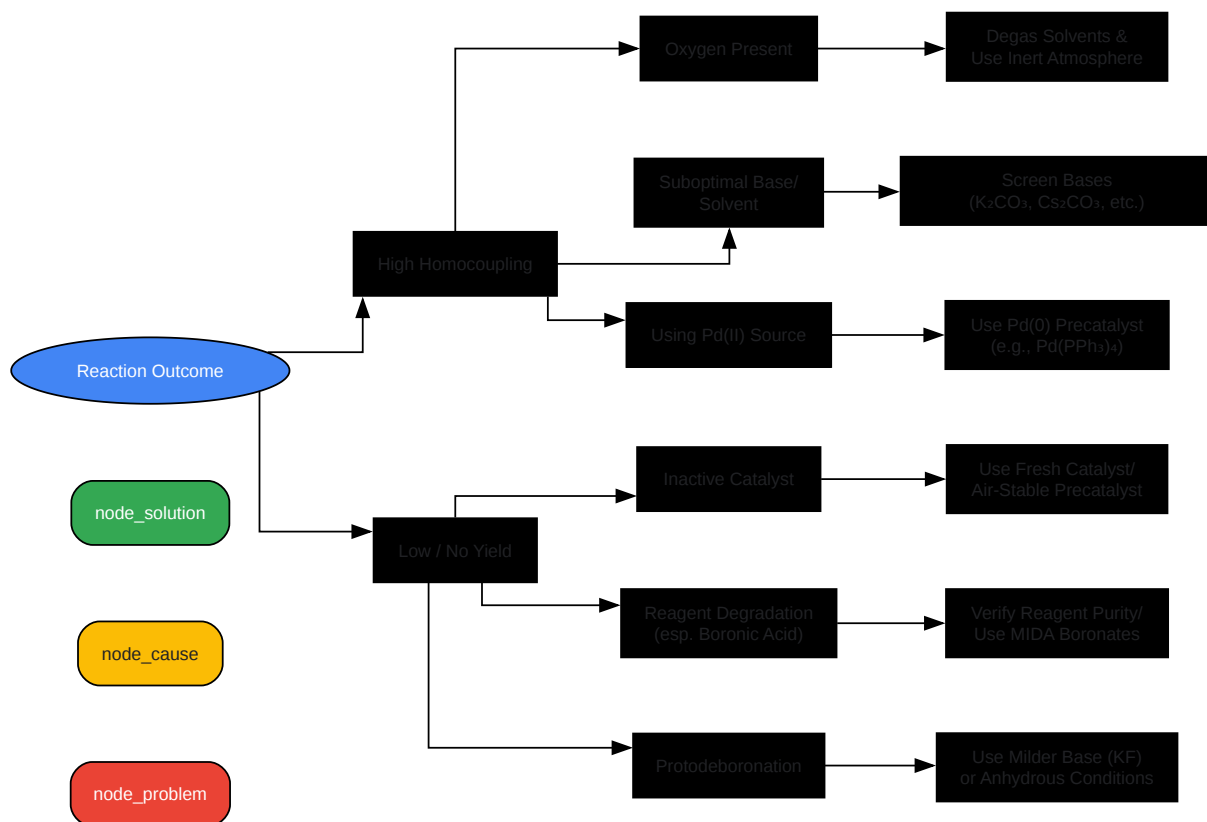 Oxygen Present
Degas Solvents &
Use Inert Atmosphere
Suboptimal Base/
Solvent
Screen Bases
(K₂CO₃, Cs₂CO₃, etc.)
High Homocoupling
Using Pd(II) Source
Use Pd(0) Precatalyst
(e.g., Pd(PPh₃)₄)
Reaction Outcome
Inactive Catalyst
Use Fresh Catalyst/
Air-Stable Precatalyst
node_solution
Low / No Yield
Reagent Degradation
(esp. Boronic Acid)
Verify Reagent Purity/
Use MIDA Boronates
node_cause
Protodeboronation
Use Milder Base (KF)
or Anhydrous Conditions
node_problem